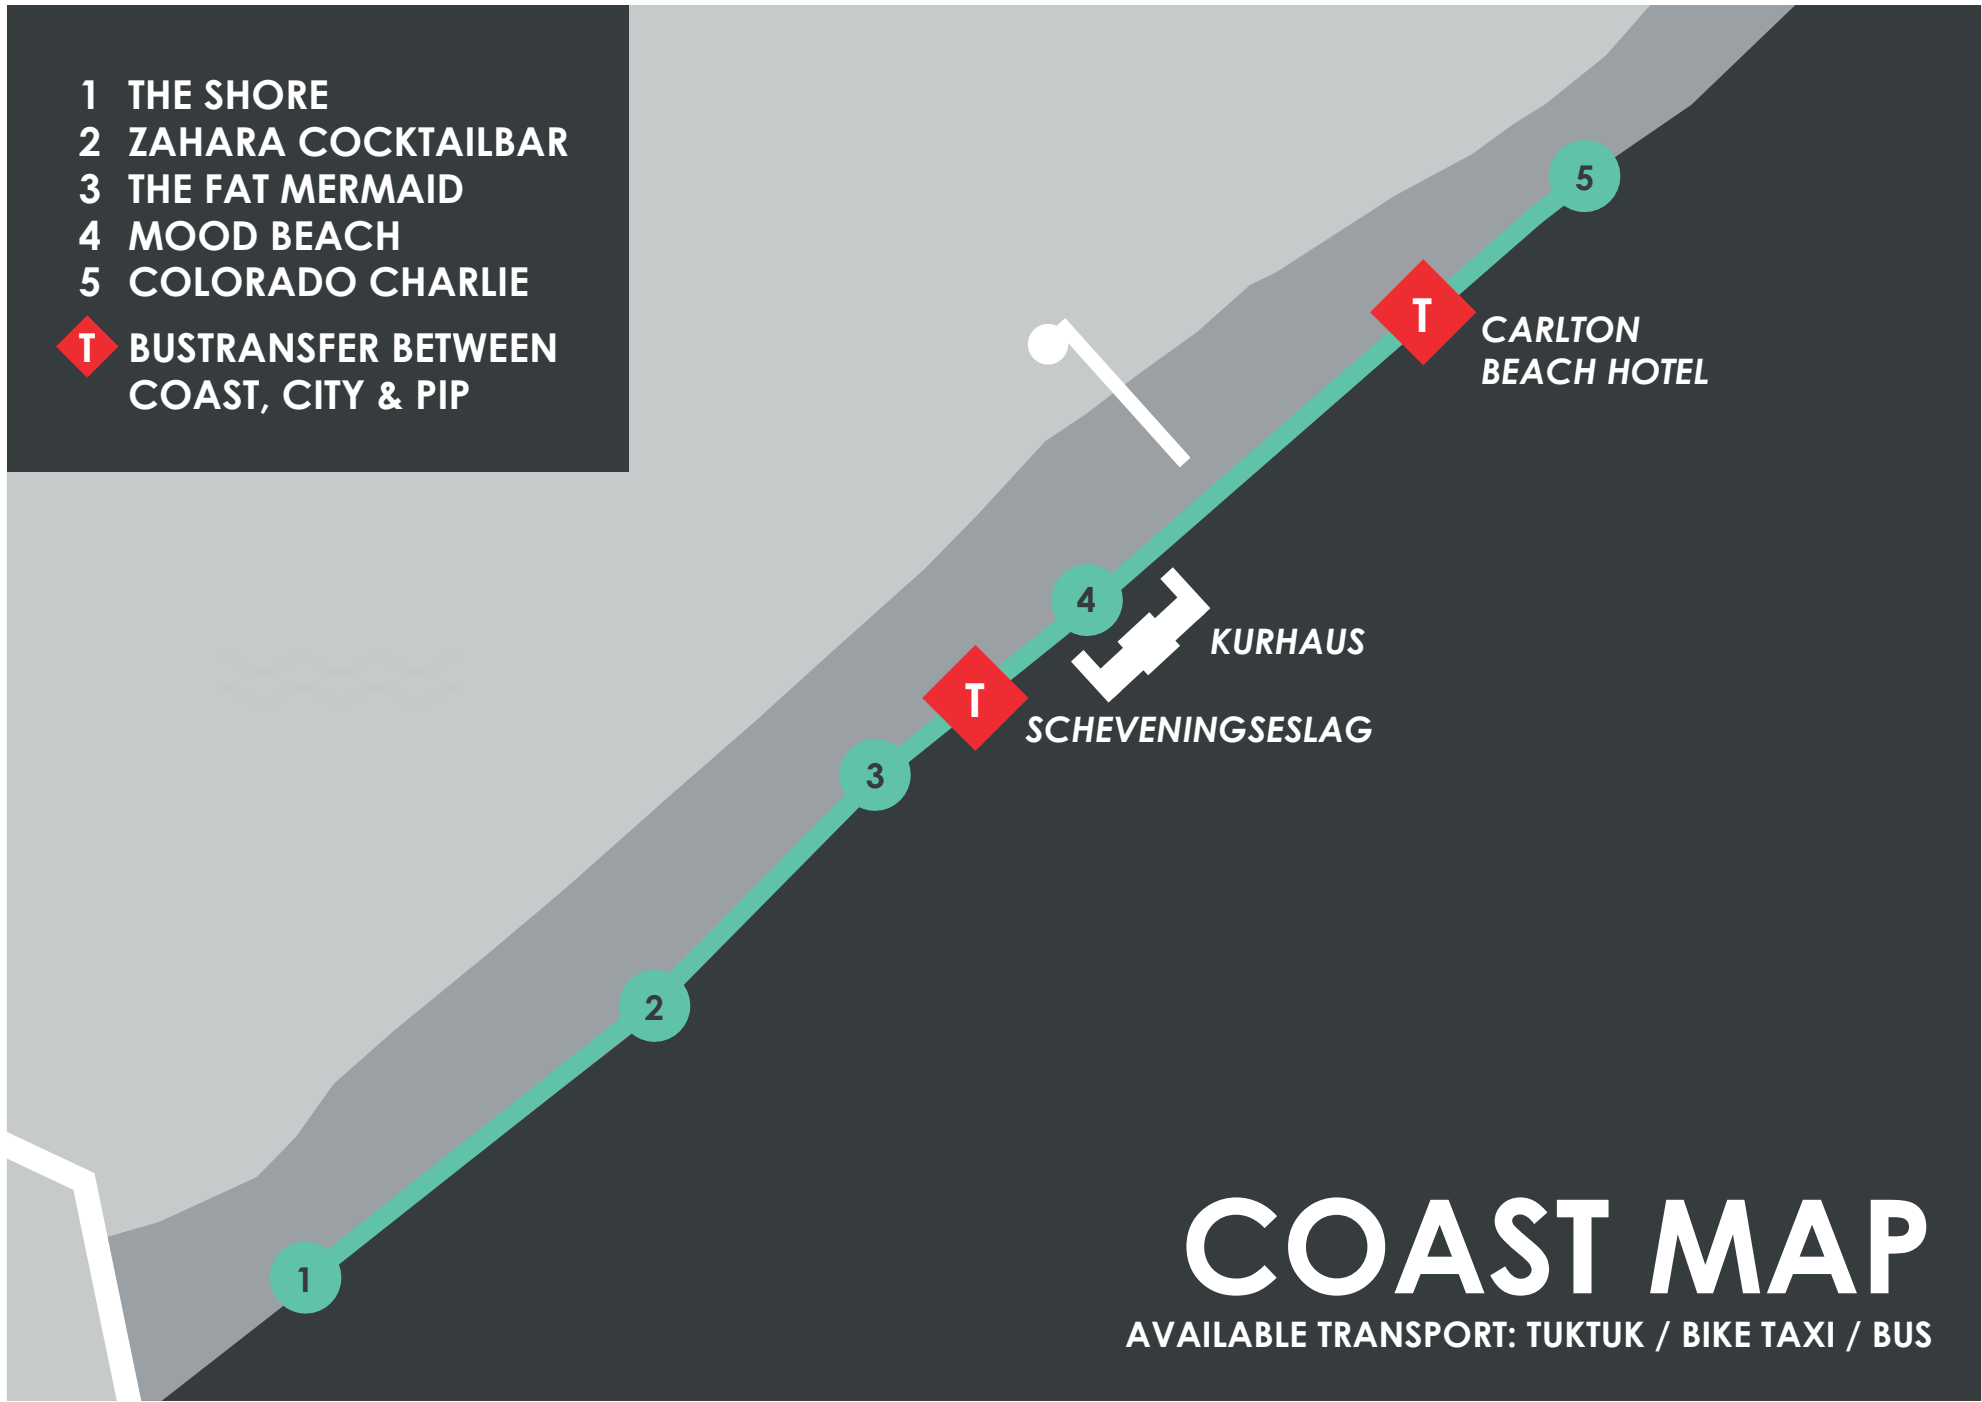 1 THE SHORE
2 ZAHARA COCKTAILBAR
3 THE FAT MERMAID
4 MOOD BEACH
5 COLORADO CHARLIE
T BUSTRANSFER BETWEEN
COAST, CITY & PIP
5
T
CARLTON
BEACH HOTEL
4
KURHAUS
T
SCHEVENINGSESLAG
3
2
1
COAST MAP
AVAILABLE TRANSPORT: TUKTUK / BIKE TAXI / BUS